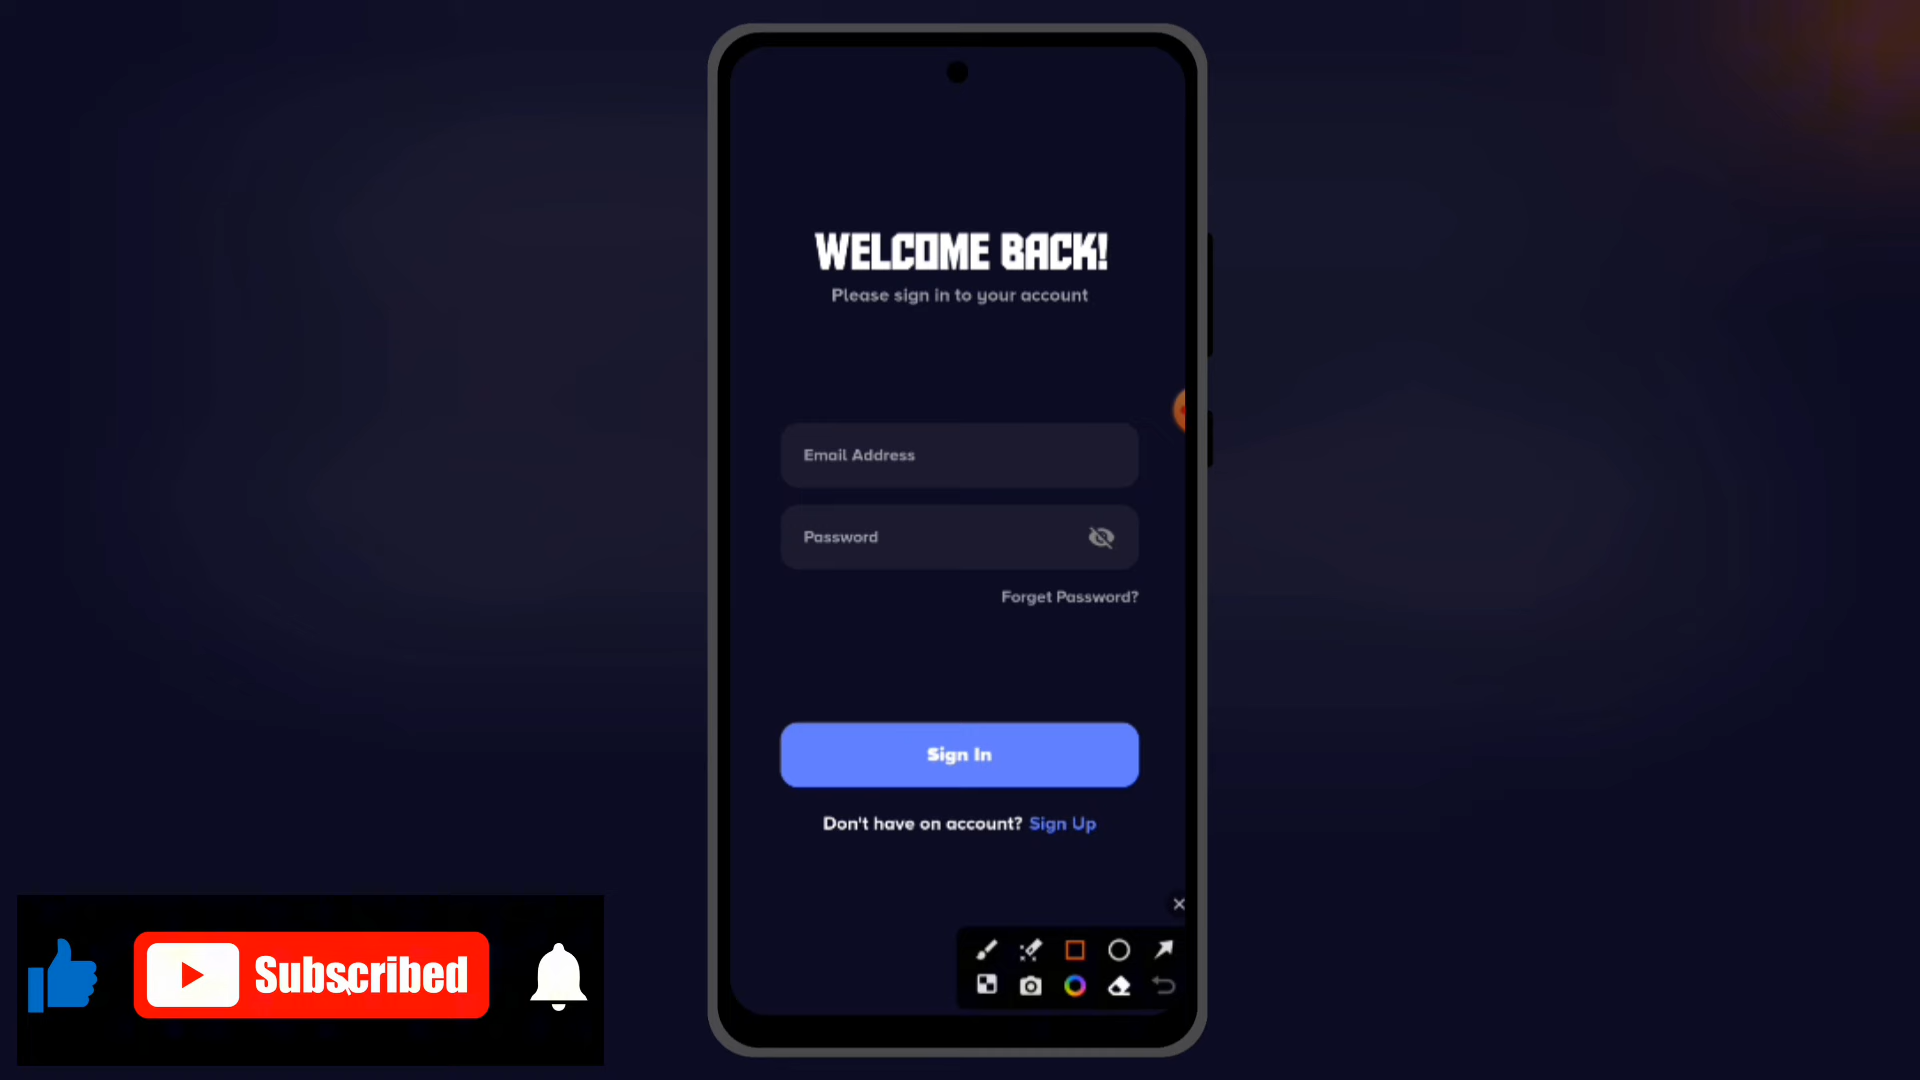 WELCOME BACK!
Please sign in to your account
Email Address
Password
Forget Password?
Sign In
Don't have on account? Sign Up
Subscribed